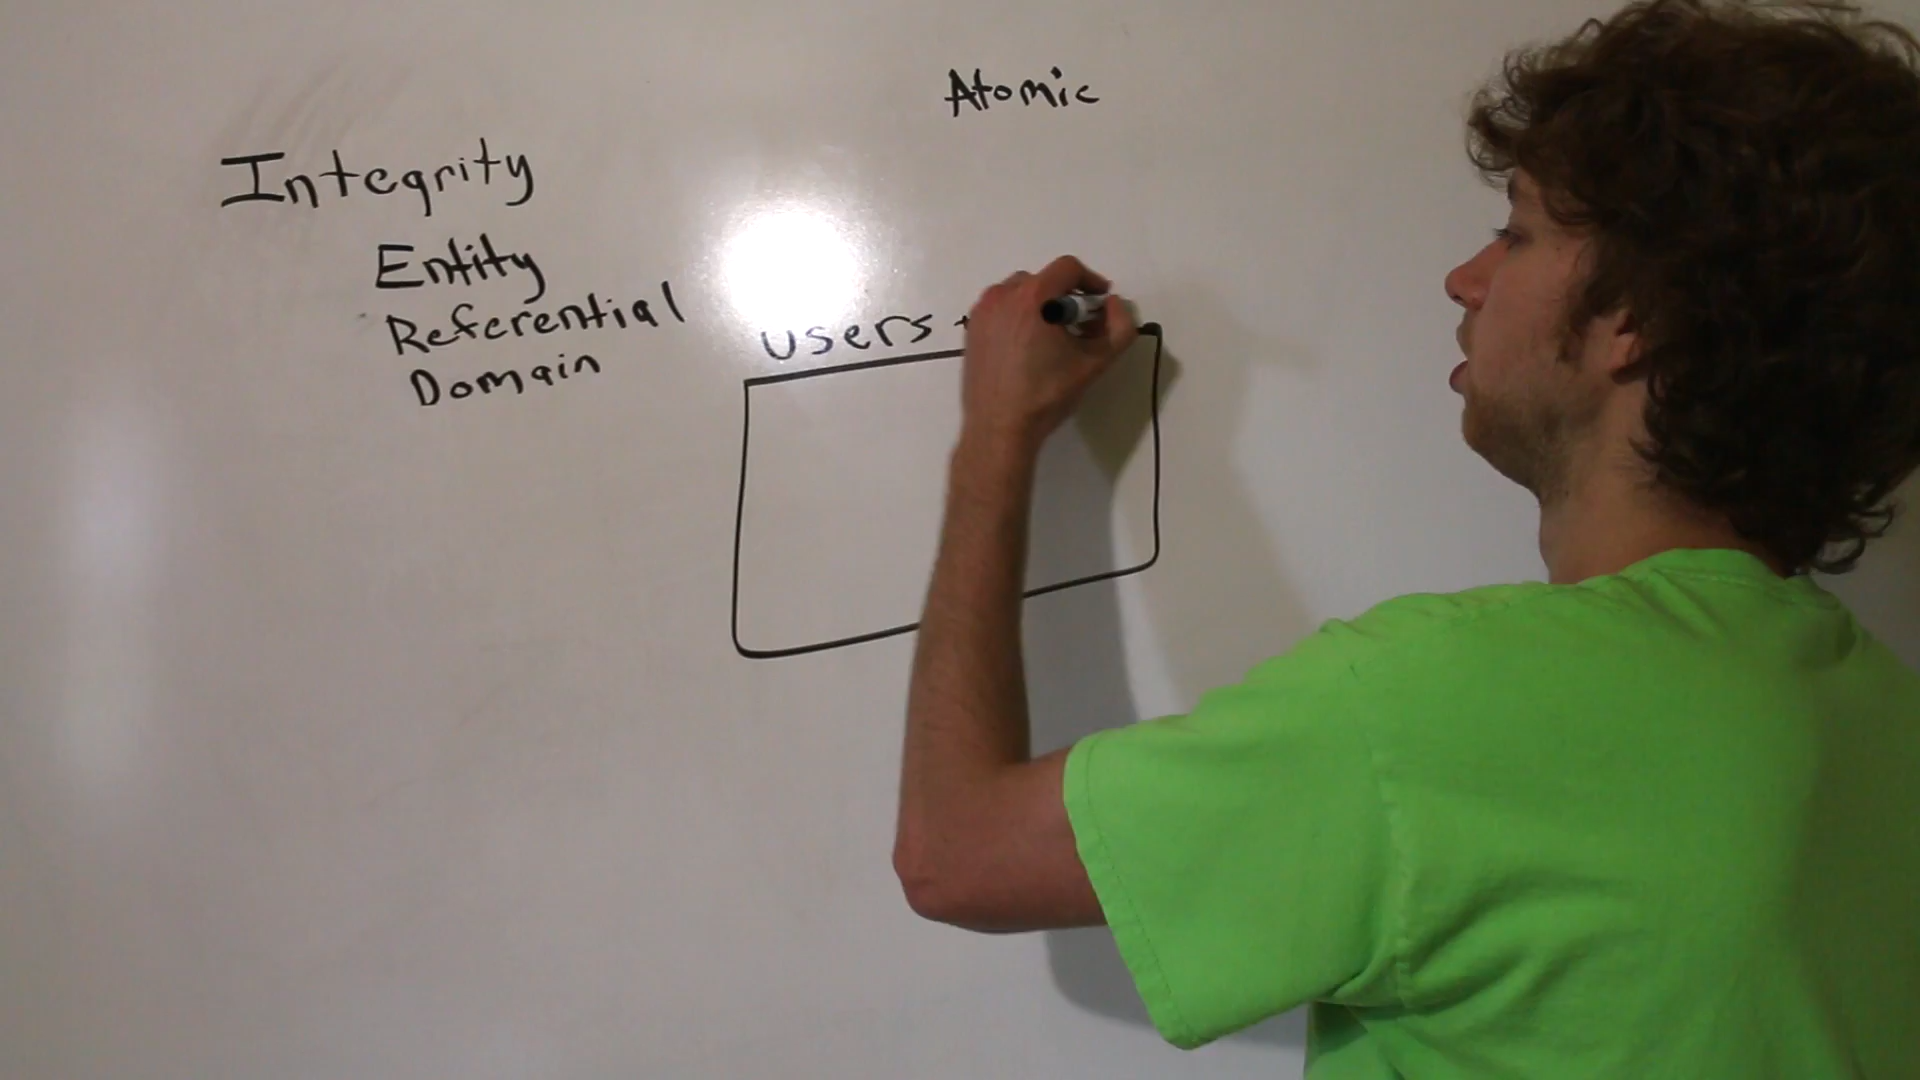 Atomic
Integrity
Entity
Referential
Domain
users